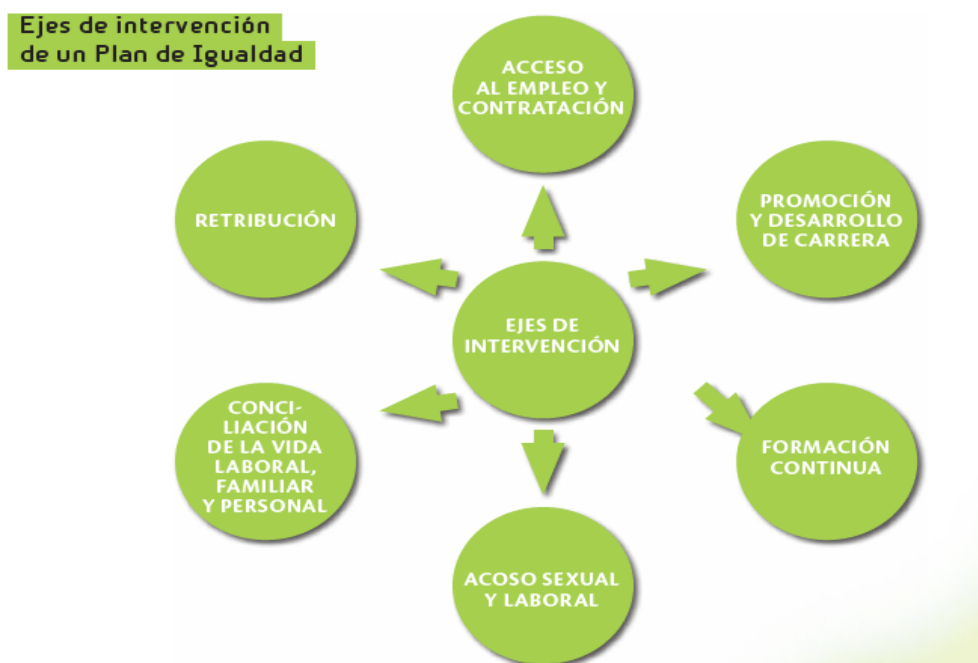 Ejes de intervención
de un Plan de Igualdad
ACCESO
AL EMPLEO Y
CONTRATACIÓN
RETRIBUCIÓN
PROMOCIÓN
Y DESARROLLO
DE CARRERA
EJES DE
INTERVENCIÓN
CONCI-
LIACIÓN
DE LA VIDA
LABORAL,
FAMILIAR
Y PERSONAL
FORMACIÓN
CONTINUA
ACOSO SEXUAL
Y LABORAL